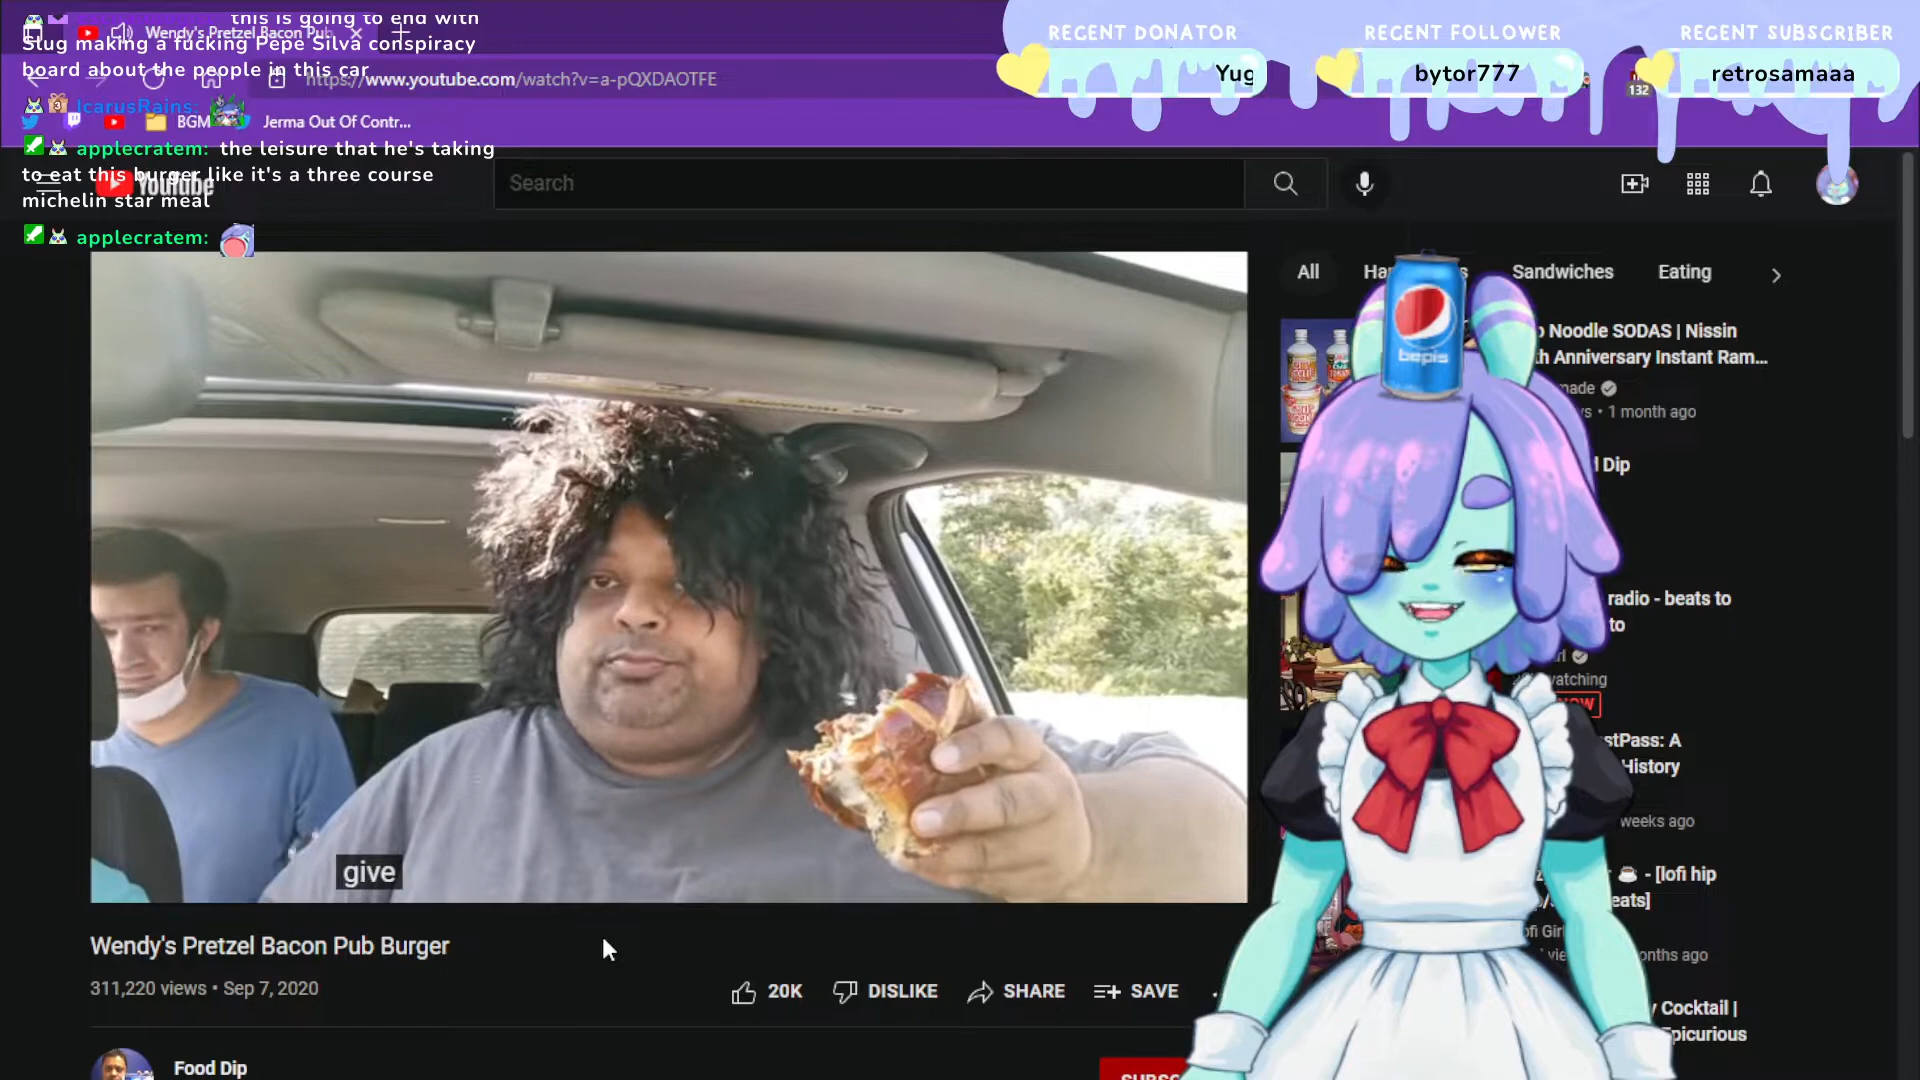 this is going to end with
Slug making a fucking Pepe Silva conspiracy
board about the people in this car
IcarusRains:
applecratem: the leisure that he's taking
to eat this burger like it's a three course
michelin star meal
applecratem:
Wendy's Pretzel Bacon Pub
https://www.youtube.com/watch?v=a-pQXDAOTFE
BGM
Jerma Out Of Contr...
RECENT DONATOR
Yug
RECENT FOLLOWER
bytor777
RECENT SUBSCRIBER
retrosamaaa
132
YouTube
Search
All
Sandwiches
Eating
bepis
Noodle SODAS | Nissin
Anniversary Instant Ram...
1 month ago
Dip
radio - beats to
to
watching
NOW
History
weeks ago
- [lofi hip
months ago
Cocktail |
Epicurious
give
Wendy's Pretzel Bacon Pub Burger
311,220 views • Sep 7, 2020
20K
DISLIKE
SHARE
SAVE
Food Dip